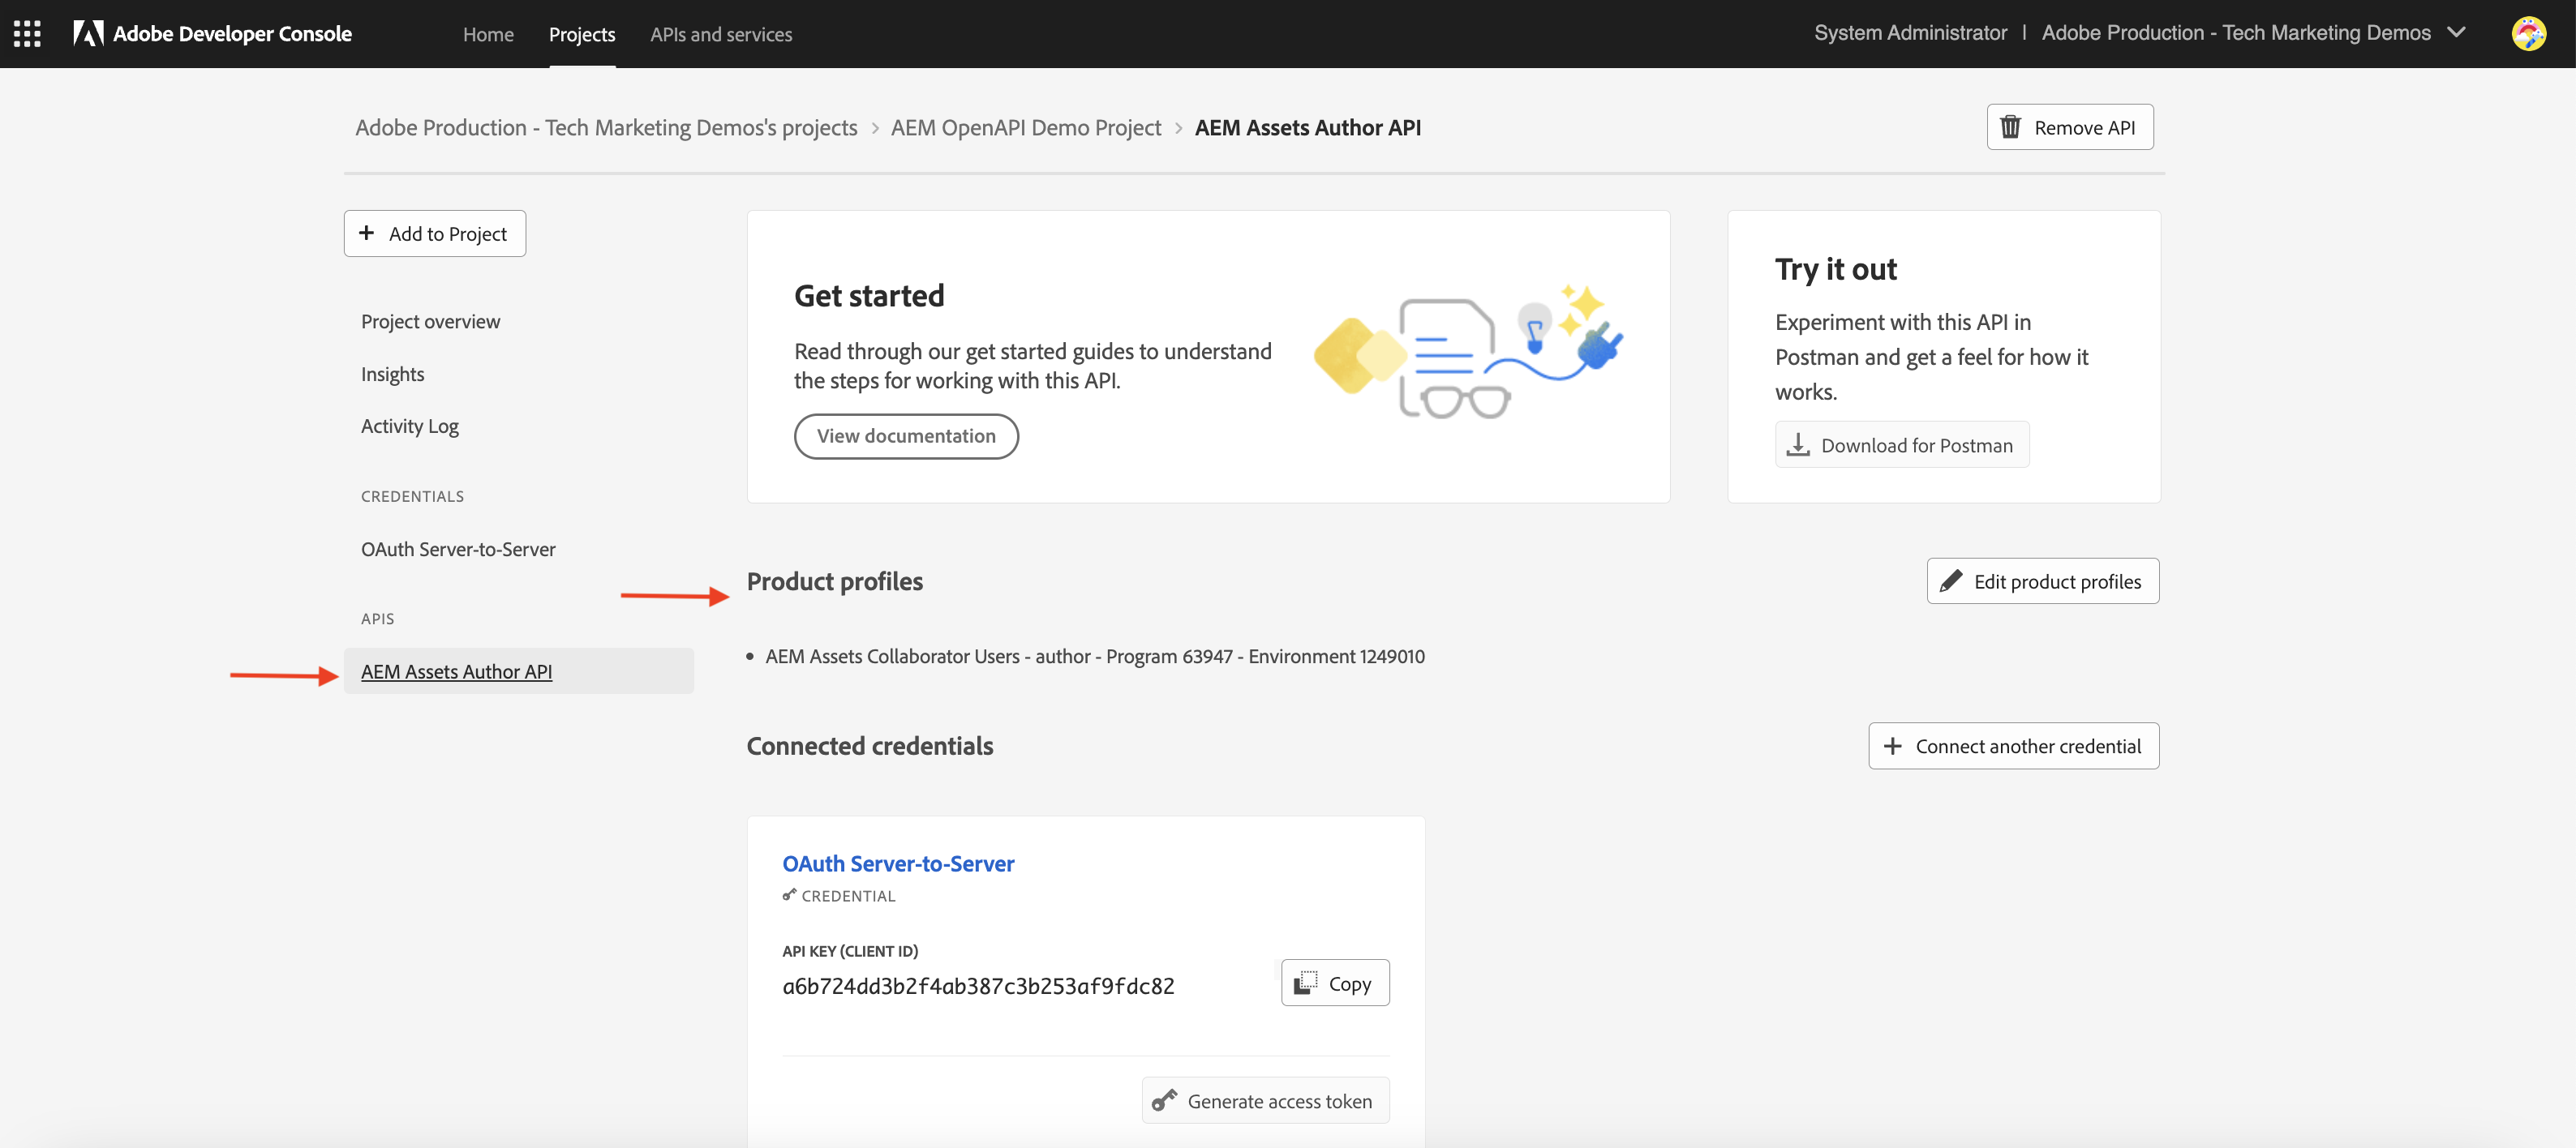 Adobe Developer Console
Home
Projects
APIs and services
System Administrator | Adobe Production - Tech Marketing Demos
Adobe Production - Tech Marketing Demos's projects > AEM OpenAPI Demo Project > AEM Assets Author API
Remove API
+ Add to Project
Project overview
Insights
Activity Log
CREDENTIALS
OAuth Server-to-Server
APIS
AEM Assets Author API
Get started
Read through our get started guides to understand
the steps for working with this API.
View documentation
Try it out
Experiment with this API in
Postman and get a feel for how it
works.
Download for Postman
Product profiles
Edit product profiles
• AEM Assets Collaborator Users - author - Program 63947 - Environment 1249010
Connected credentials
+ Connect another credential
OAuth Server-to-Server
CREDENTIAL
API KEY (CLIENT ID)
a6b724dd3b2f4ab387c3b253af9fdc82
Copy
Generate access token